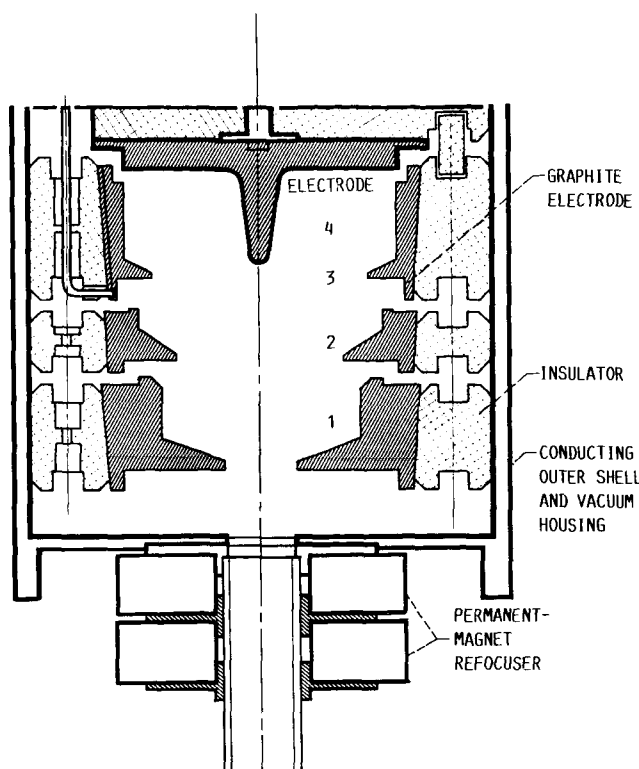 ELECTRODE
4
3
2
1
GRAPHITE
ELECTRODE
INSULATOR
CONDUCTING
OUTER SHELL
AND VACUUM
HOUSING
PERMANENT-
MAGNET
REFOCUSER